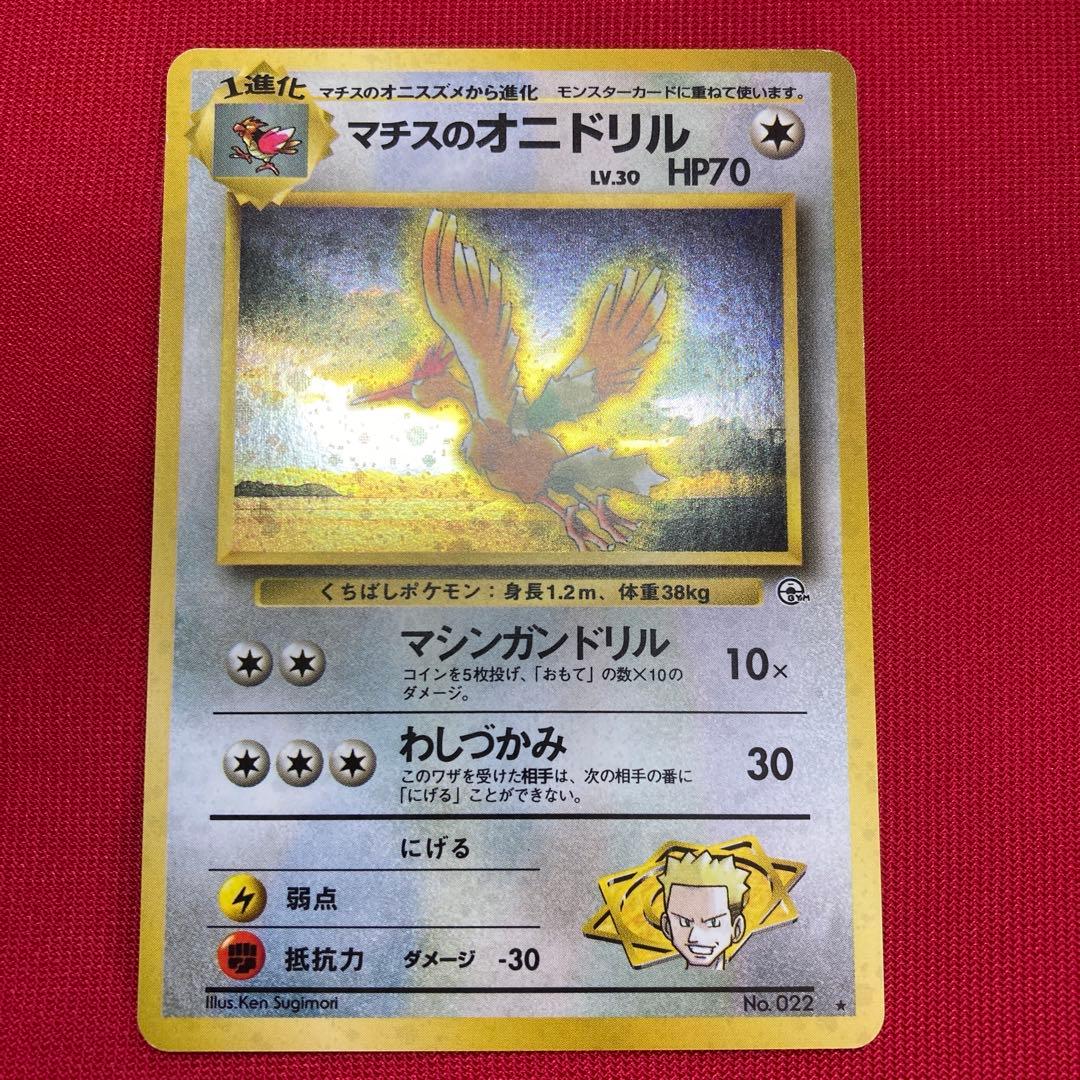 1進化
マチスのオニスズメから進化 モンスターカードに重ねて使います。
マチスのオニドリル
LV.30 HP70
くちばしポケモン：身長1.2m、体重38kg
GYM
マシンガンドリル 10×
コインを5枚投げ、「おもて」の数×10の
ダメージ。
わしづかみ 30
このワザを受けた相手は、次の相手の番に
「にげる」ことができない。
にげる
弱点
抵抗力 ダメージ -30
Illus.Ken Sugimori No.022 ★